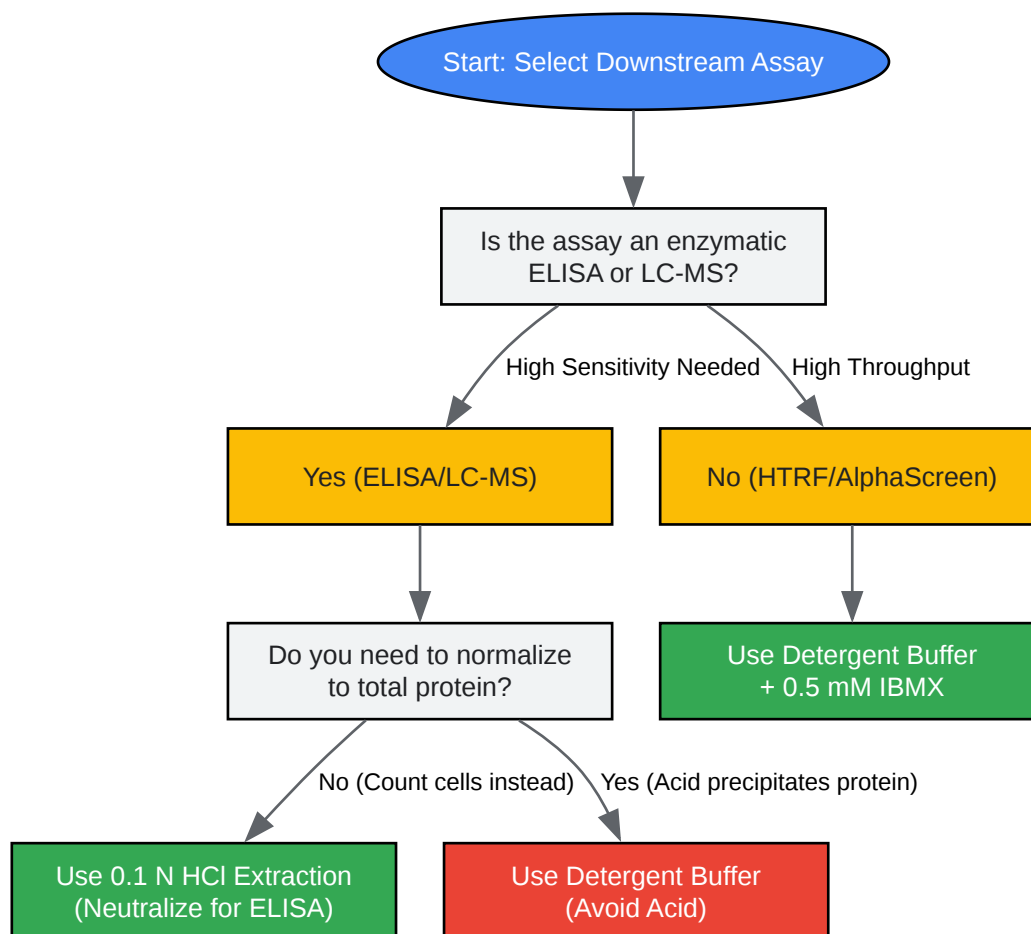 Start: Select Downstream Assay
Is the assay an enzymatic
ELISA or LC-MS?
High Sensitivity Needed
High Throughput
Yes (ELISA/LC-MS)
No (HTRF/AlphaScreen)
Do you need to normalize
to total protein?
Use Detergent Buffer
+ 0.5 mM IBMX
No (Count cells instead)
Yes (Acid precipitates protein)
Use 0.1 N HCl Extraction
(Neutralize for ELISA)
Use Detergent Buffer
(Avoid Acid)